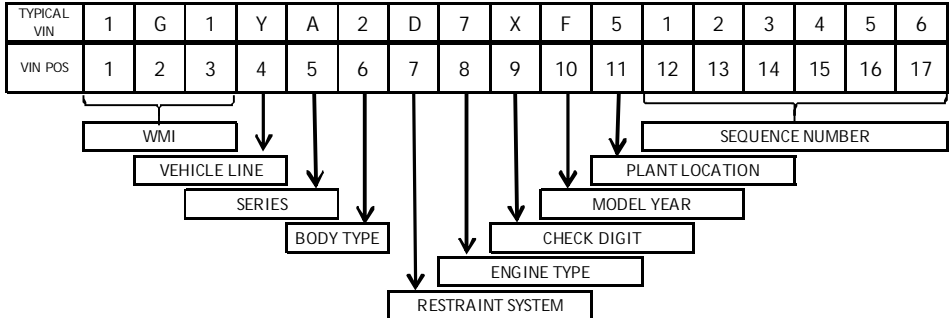 TYPICAL VIN 1 G 1 Y A 2 D 7 X F 5 1 2 3 4 5 6
VIN POS 1 2 3 4 5 6 7 8 9 10 11 12 13 14 15 16 17
WMI SEQUENCE NUMBER
VEHICLE LINE PLANT LOCATION
SERIES MODEL YEAR
BODY TYPE CHECK DIGIT
ENGINE TYPE
RESTRAINT SYSTEM